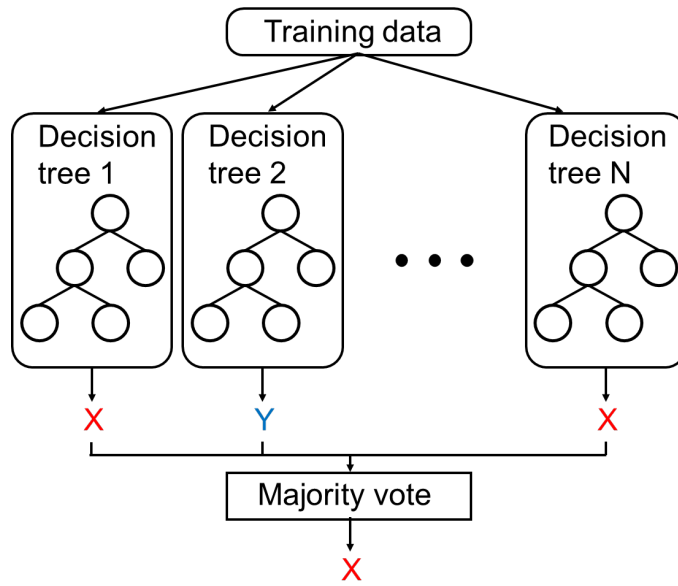 Training data
Decision
tree 1
Decision
tree 2
Decision
tree N
X
Y
X
Majority vote
X